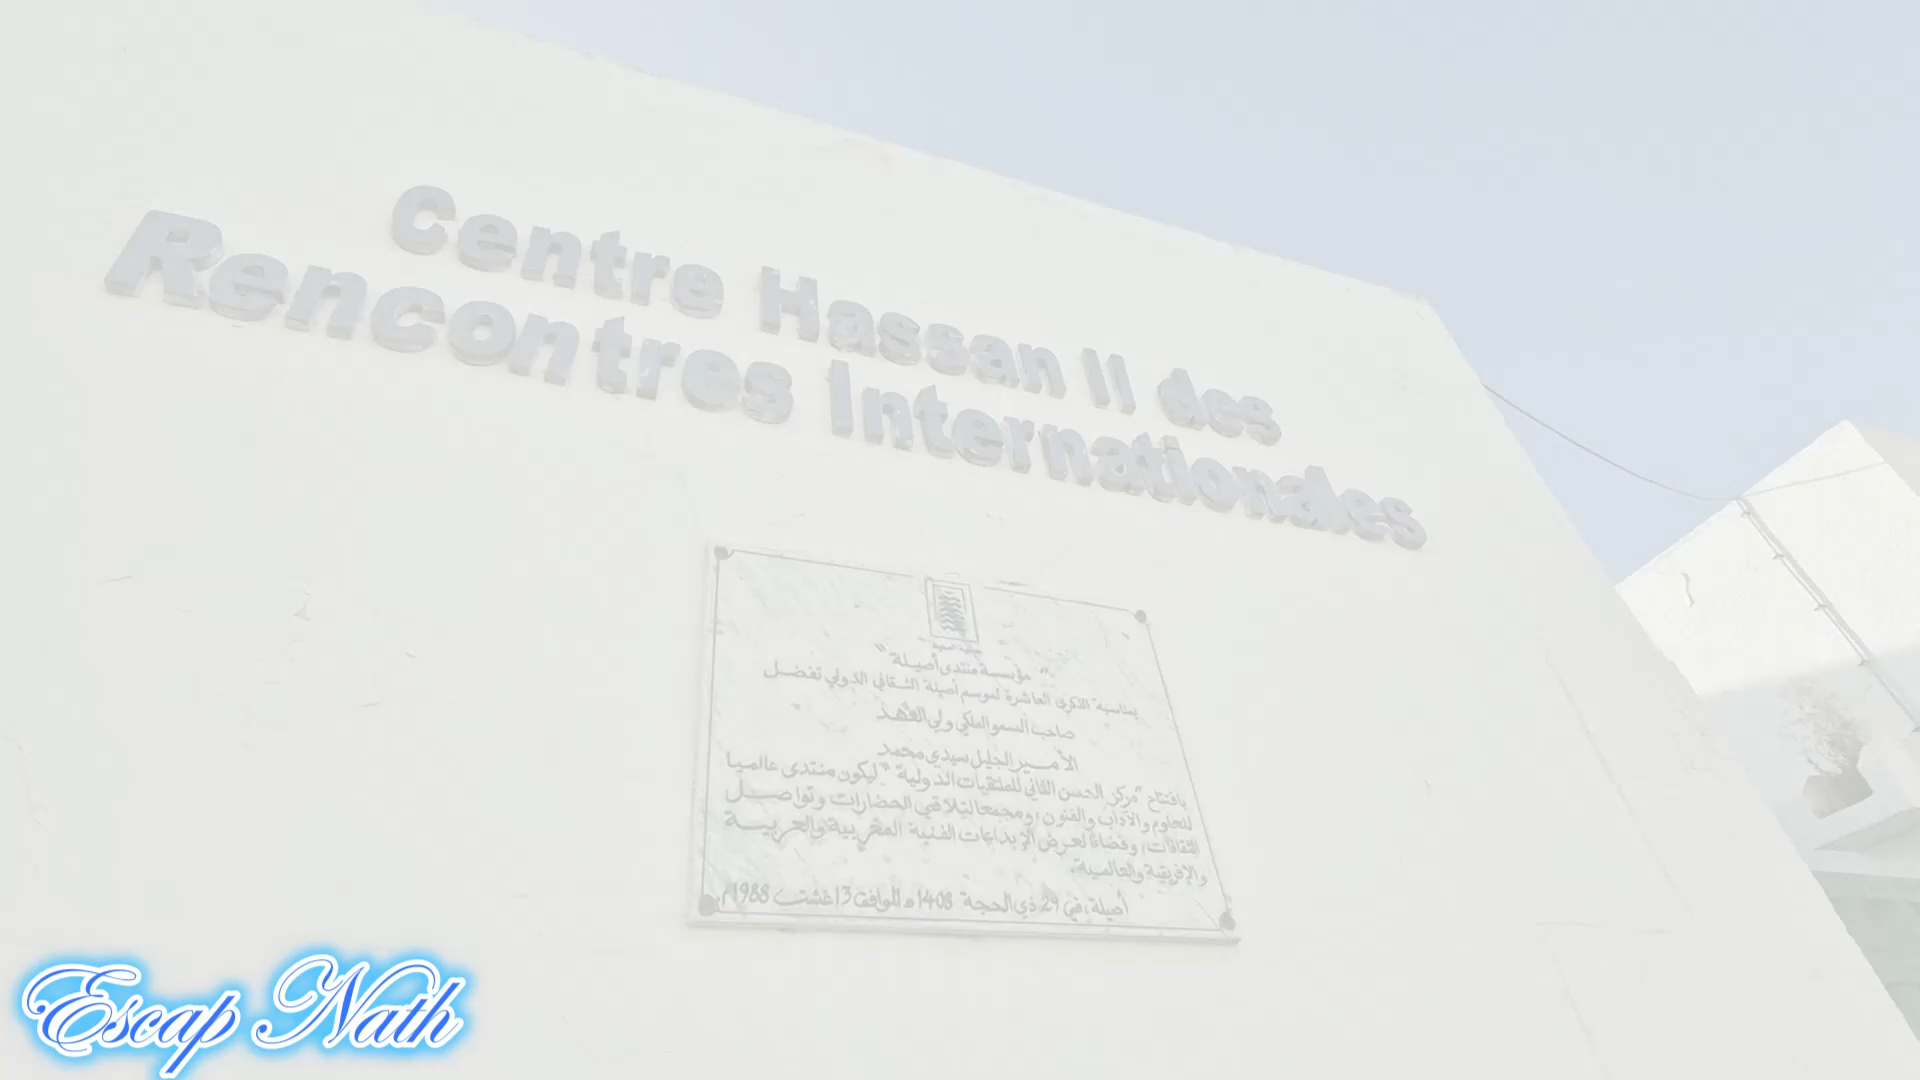 Centre Hassan II des
Rencontres Internationales
"مؤسسة منتدى أصيلة"
بمناسبة الذكرى العاشرة لموسم أصيلة الثقافي الدولي تفضل
صاحب السمو الملكي ولي العهد
الأمير الجليل سيدي محمد
بافتتاح "مركز الحسن الثاني للملتقيات الدولية" ليكون منتدى عالميا
للعلوم والآداب والفنون، ومجمعا لتلاقي الحضارات وتواصل
الثقافات، وفضاء لعرض الإبداعات الفنية المغربية والعربية
والإفريقية والعالمية.
أصيلة، في 29 ذي الحجة 1408ه الموافق 13 غشت 1988م.
Escap Nath